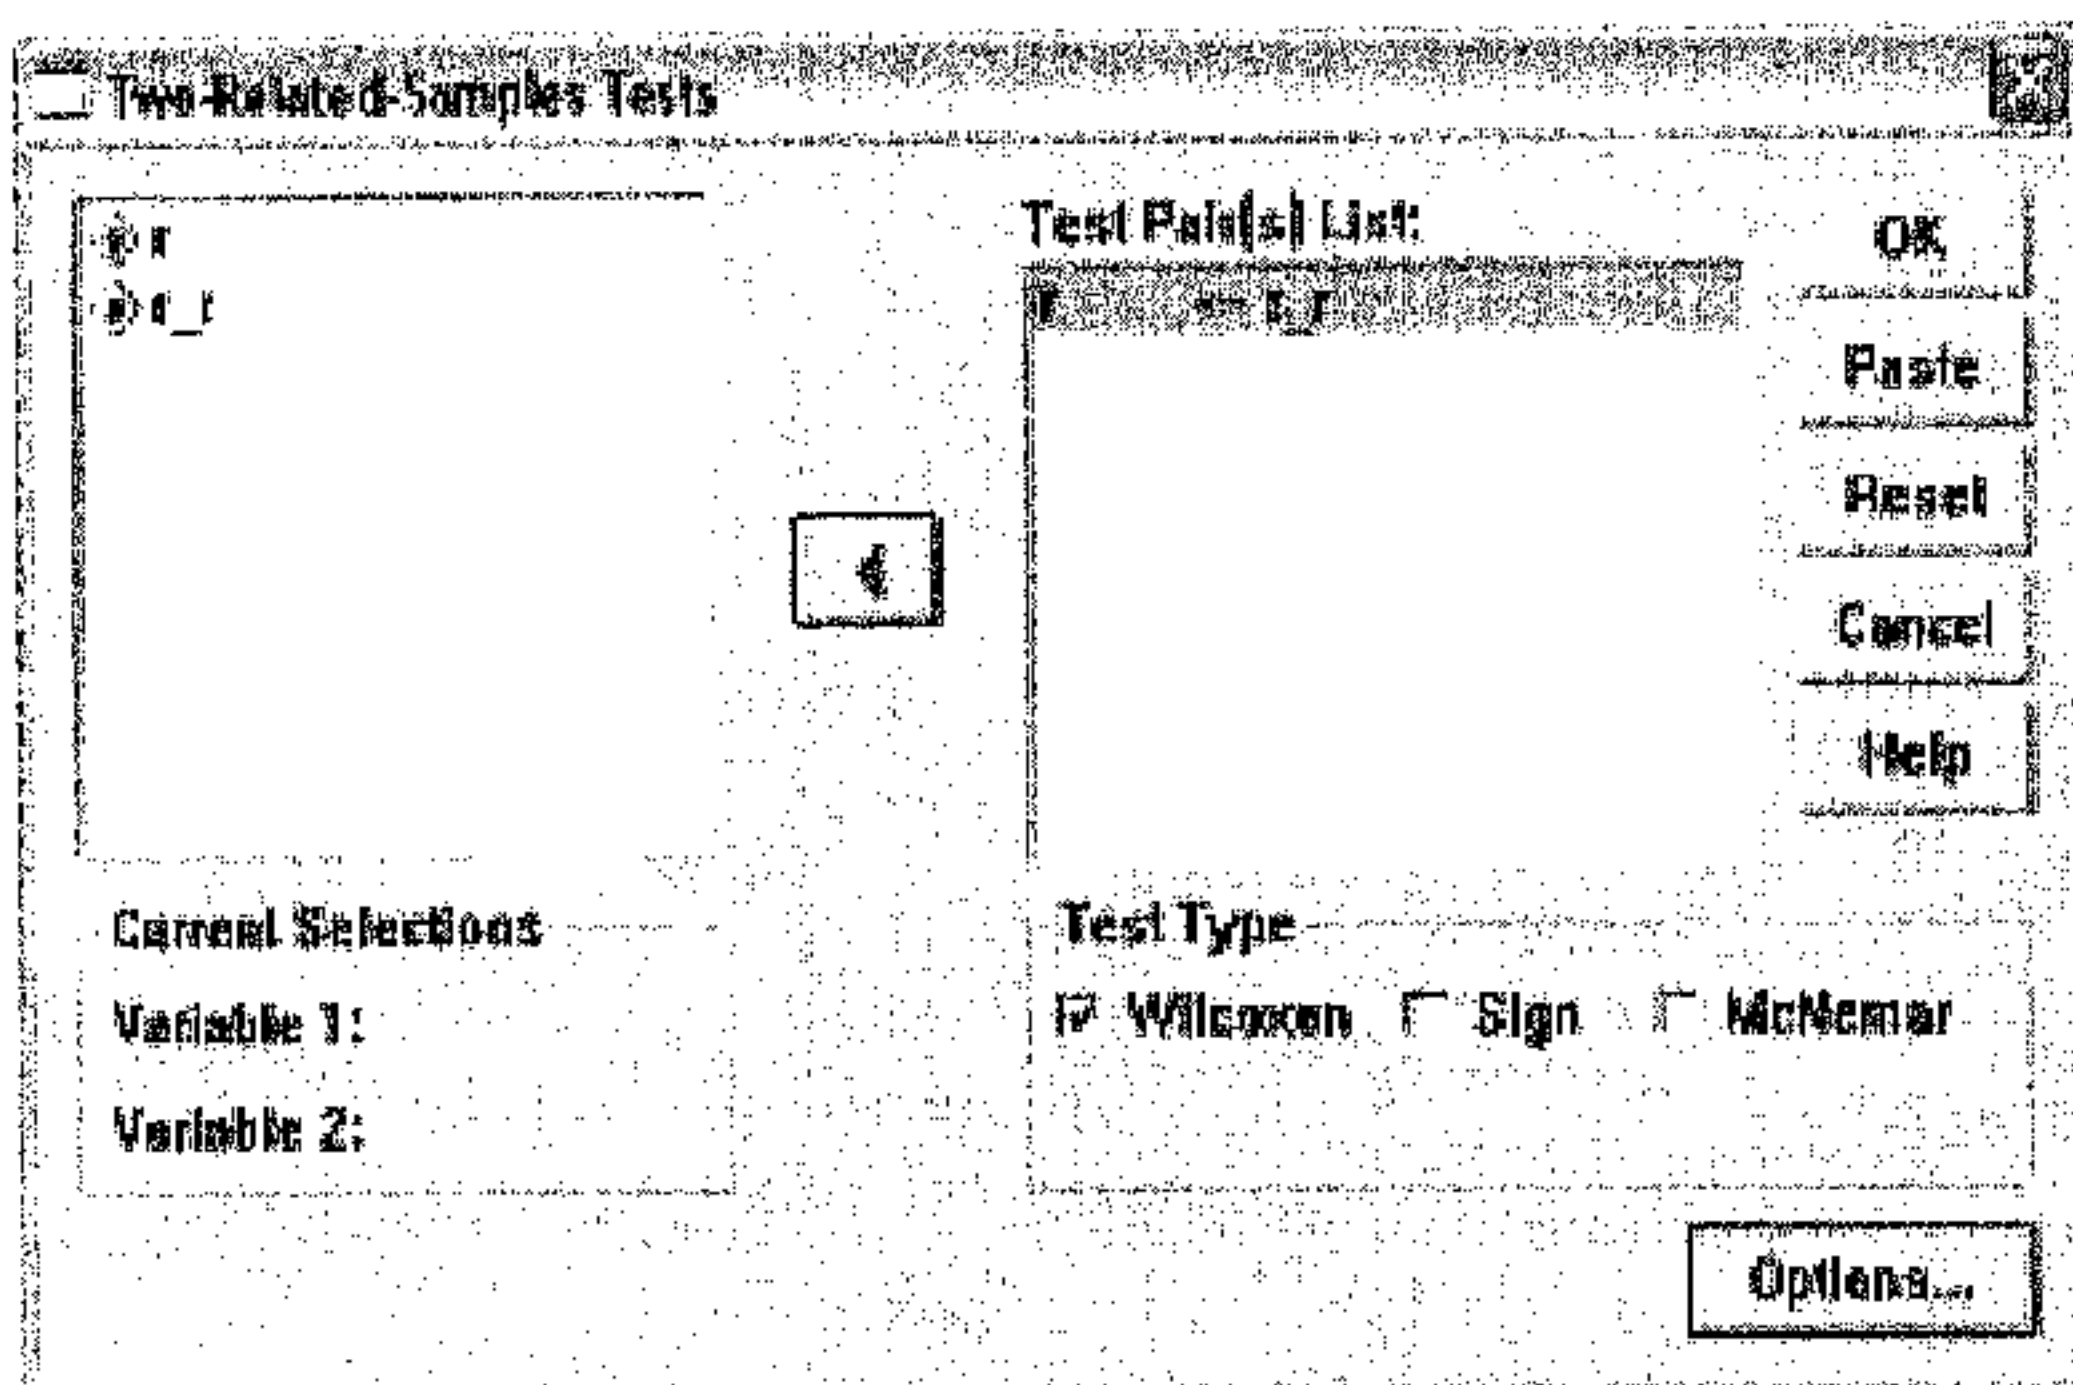 Two-Related-Samples Tests
Test Pair(s) List:
r
OK
Paste
Reset
Cancel
Help
Current Selections
Variable 1:
Variable 2:
Test Type
Wilcoxon Sign McNemar
Options...